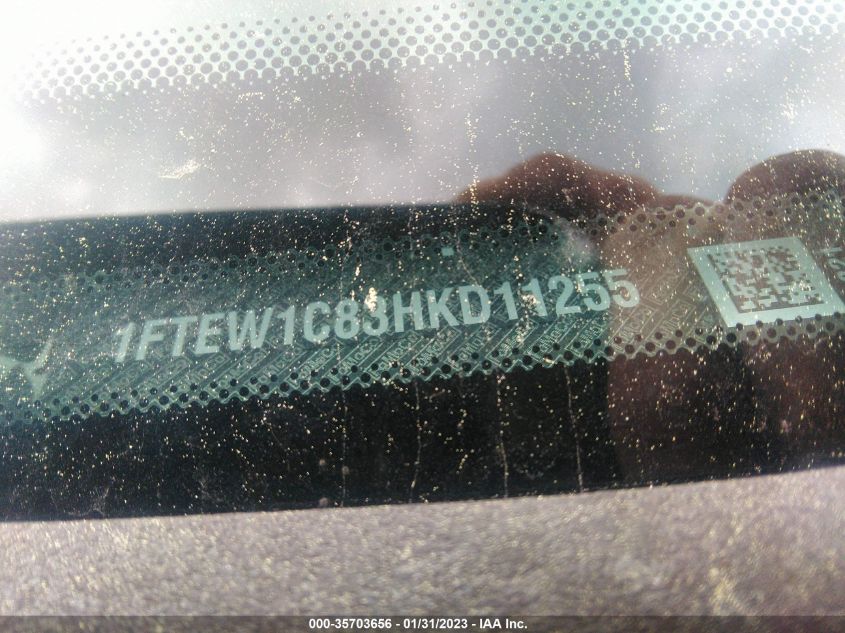 1FTEW1C83HKD11255
000-35703656 - 01/31/2023 - IAA Inc.